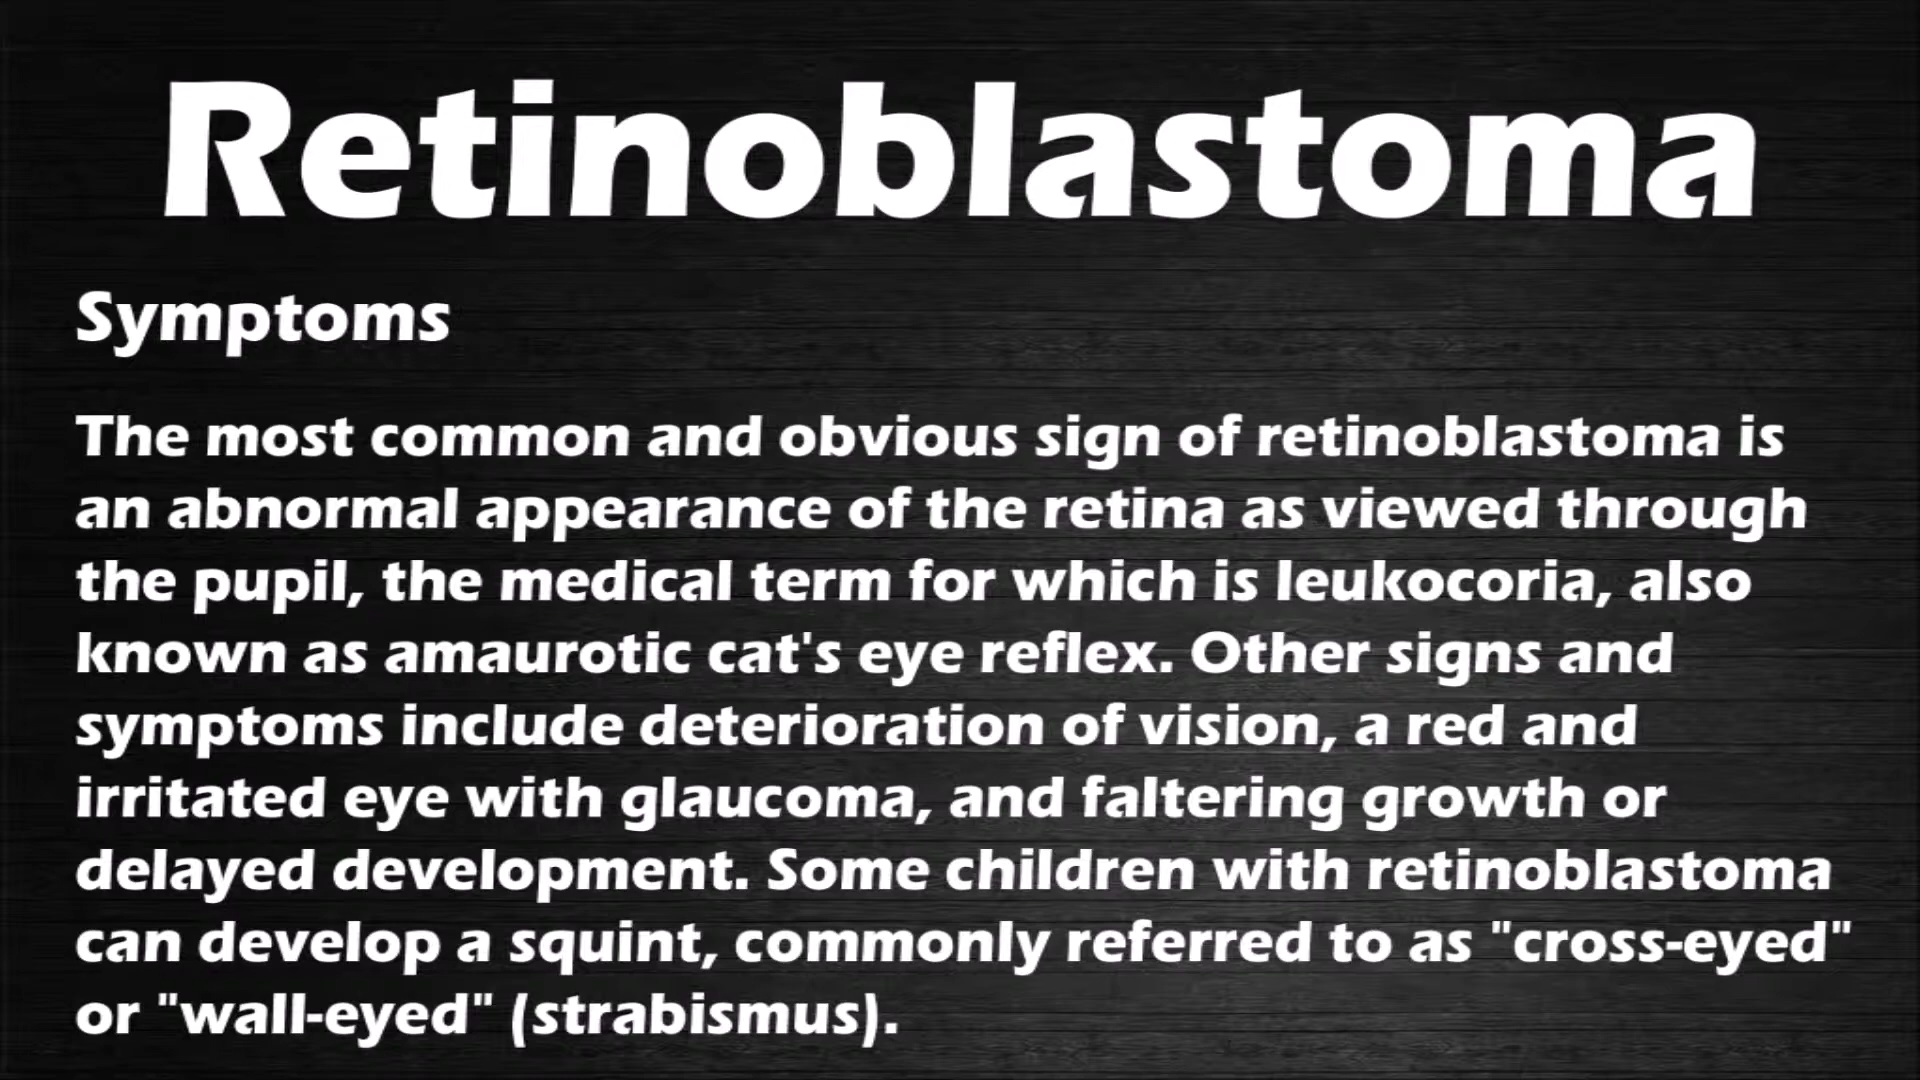 Retinoblastoma
Symptoms
The most common and obvious sign of retinoblastoma is
an abnormal appearance of the retina as viewed through
the pupil, the medical term for which is leukocoria, also
known as amaurotic cat's eye reflex. Other signs and
symptoms include deterioration of vision, a red and
irritated eye with glaucoma, and faltering growth or
delayed development. Some children with retinoblastoma
can develop a squint, commonly referred to as "cross-eyed"
or "wall-eyed" (strabismus).